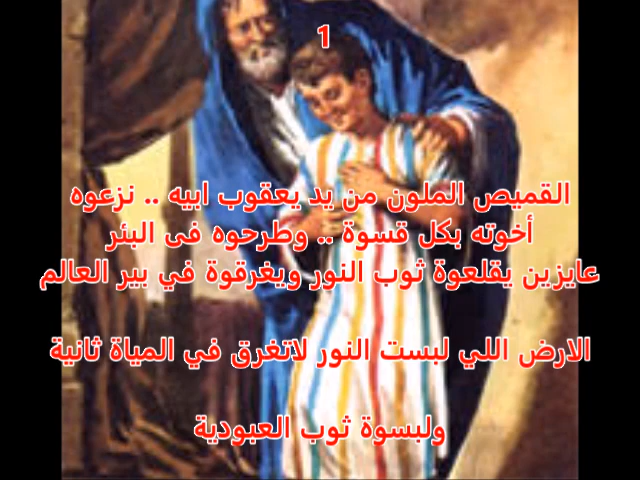 1
القميص الملون من يد يعقوب ابيه .. نزعوه
أخوته بكل قسوة .. وطرحوه فى البئر
عايزين يقلعوة ثوب النور ويغرقوة في بير العالم
الارض اللي لبست النور لاتغرق في المياة ثانية
ولبسوة ثوب العبودية